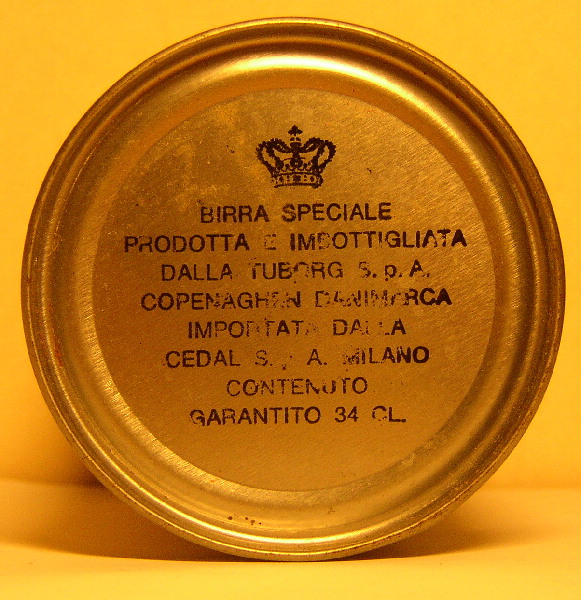 BIRRA SPECIALE
PRODOTTA E IMBOTTIGLIATA
DALLA TUBORG S. p. A.
COPENAGHEN DANIMARCA
IMPORTATA DALLA
CEDAL S. p. A. MILANO
CONTENUTO
GARANTITO 34 CL.